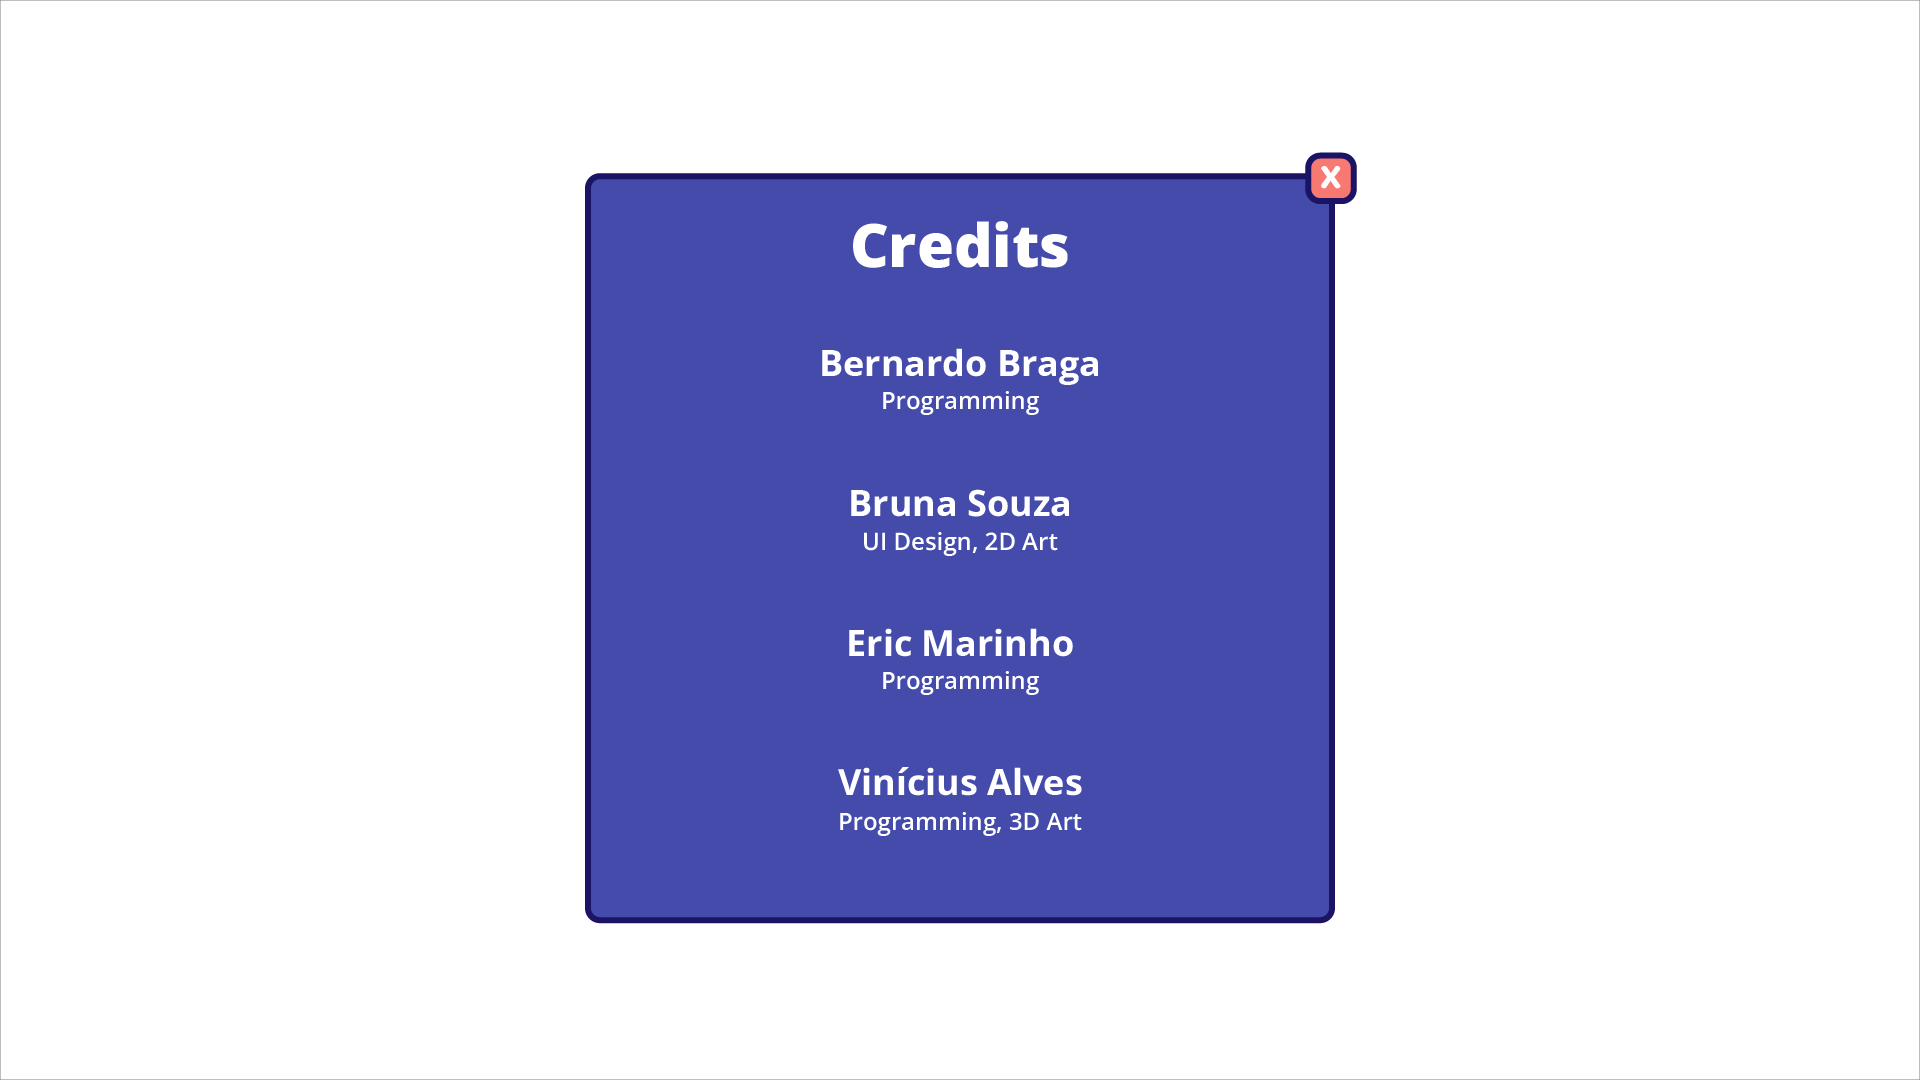 X
Credits
Bernardo Braga
Programming
Bruna Souza
UI Design, 2D Art
Eric Marinho
Programming
Vinícius Alves
Programming, 3D Art